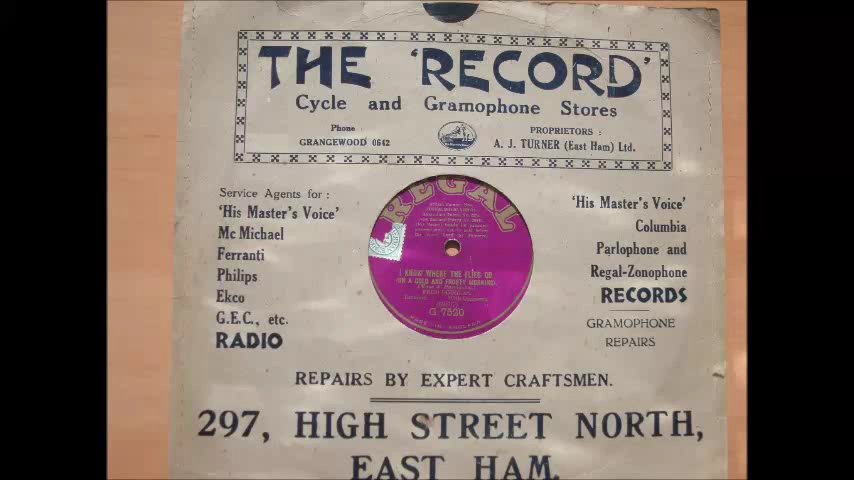 THE 'RECORD'
Cycle and Gramophone Stores
Phone
GRANGEWOOD 0642
PROPRIETORS :
A. J. TURNER (East Ham) Ltd.
Service Agents for :
'His Master's Voice'
Mc Michael
Ferranti
Philips
Ekco
G.E.C., etc.
RADIO
REGAL
I KNOW WHERE THE FLIES GO
(ON A COLD AND FROSTY MORNING)
G 7820
MADE IN ENGLAND
'His Master's Voice'
Columbia
Parlophone and
Regal-Zonophone
RECORDS
GRAMOPHONE
REPAIRS
REPAIRS BY EXPERT CRAFTSMEN.
297, HIGH STREET NORTH,
EAST HAM.